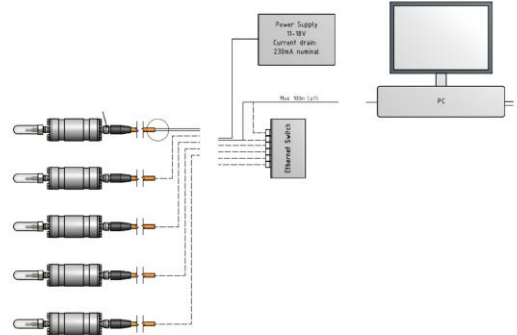 Power Supply
11-18V
Current drain:
230mA nominal
Max. 100m Cat5
PC
Ethernet Switch